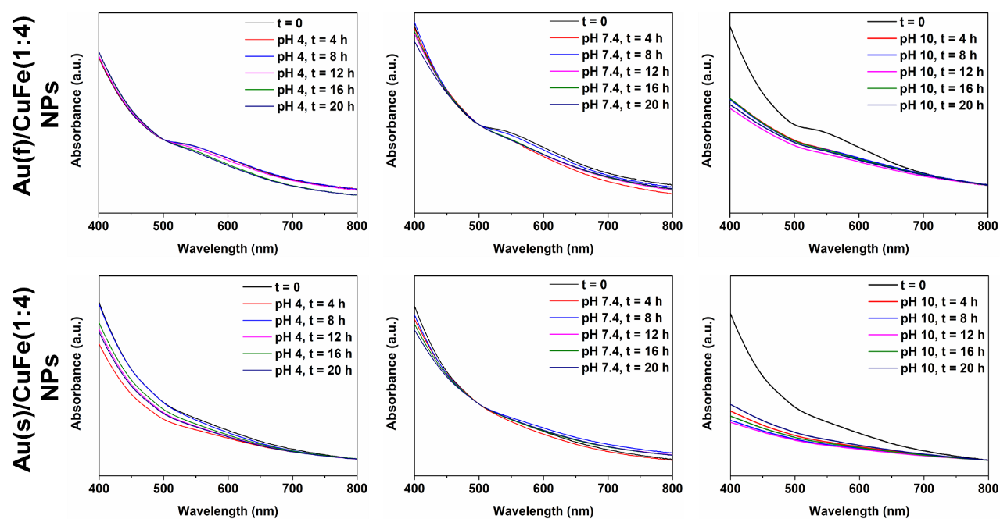 Au(f)/CuFe(1:4)
NPs
Absorbance (a.u.)
t = 0
pH 4, t = 4 h
pH 4, t = 8 h
pH 4, t = 12 h
pH 4, t = 16 h
pH 4, t = 20 h
400 500 600 700 800
Wavelength (nm)
Absorbance (a.u.)
t = 0
pH 7.4, t = 4 h
pH 7.4, t = 8 h
pH 7.4, t = 12 h
pH 7.4, t = 16 h
pH 7.4, t = 20 h
400 500 600 700 800
Wavelength (nm)
Absorbance (a.u.)
t = 0
pH 10, t = 4 h
pH 10, t = 8 h
pH 10, t = 12 h
pH 10, t = 16 h
pH 10, t = 20 h
400 500 600 700 800
Wavelength (nm)
Au(s)/CuFe(1:4)
NPs
Absorbance (a.u.)
t = 0
pH 4, t = 4 h
pH 4, t = 8 h
pH 4, t = 12 h
pH 4, t = 16 h
pH 4, t = 20 h
400 500 600 700 800
Wavelength (nm)
Absorbance (a.u.)
t = 0
pH 7.4, t = 4 h
pH 7.4, t = 8 h
pH 7.4, t = 12 h
pH 7.4, t = 16 h
pH 7.4, t = 20 h
400 500 600 700 800
Wavelength (nm)
Absorbance (a.u.)
t = 0
pH 10, t = 4 h
pH 10, t = 8 h
pH 10, t = 12 h
pH 10, t = 16 h
pH 10, t = 20 h
400 500 600 700 800
Wavelength (nm)